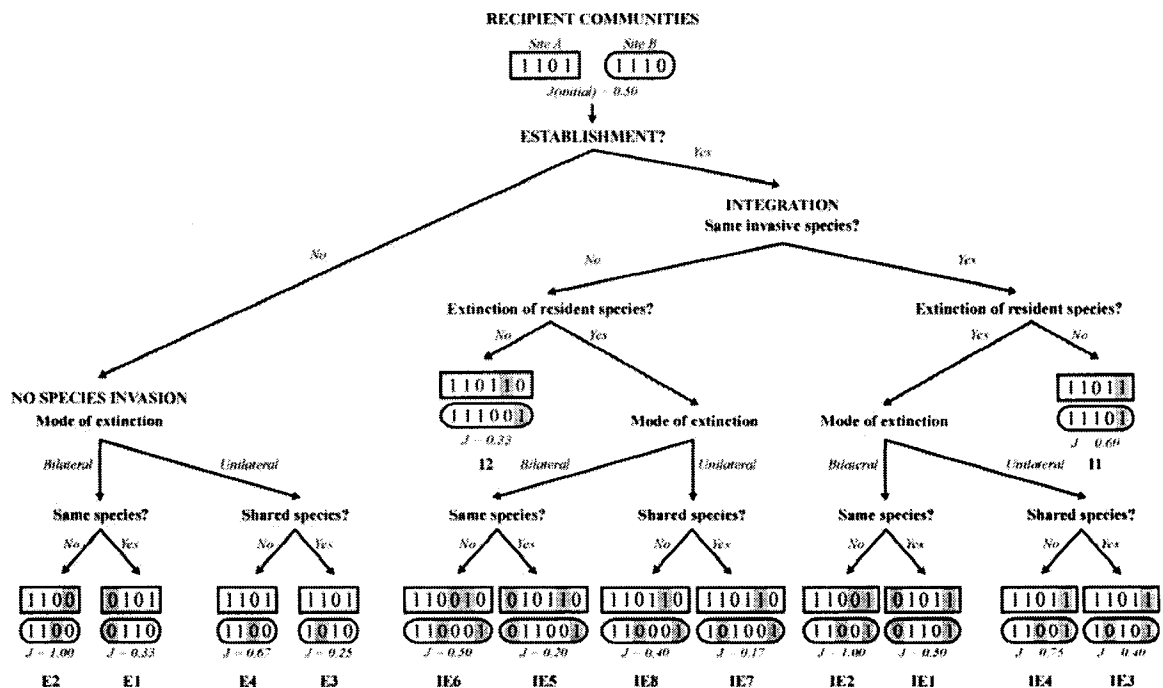 RECIPIENT COMMUNITIES
Site A Site B
1101 1110
J(initial) = 0.50
ESTABLISHMENT?
Yes
INTEGRATION
Same invasive species?
No
No Yes
Extinction of resident species? Extinction of resident species?
No Yes Yes No
110110 11011
NO SPECIES INVASION
111001 11101
Mode of extinction Mode of extinction Mode of extinction
J = 0.33 J = 0.60
I2 I1
Bilateral Unilateral Bilateral Unilateral Bilateral Unilateral
Same species? Shared species? Same species? Shared species? Same species? Shared species?
No Yes No Yes No Yes No Yes No Yes No Yes
1100 0101 1101 1101 110010 010110 110110 110110 11001 01011 11011 11011
1100 0110 1100 1010 110001 011001 110001 101001 11001 01101 11001 10101
J = 1.00 J = 0.33 J = 0.67 J = 0.25 J = 0.50 J = 0.20 J = 0.40 J = 0.17 J = 1.00 J = 0.50 J = 0.75 J = 0.40
E2 E1 E4 E3 IE6 IE5 IE8 IE7 IE2 IE1 IE4 IE3